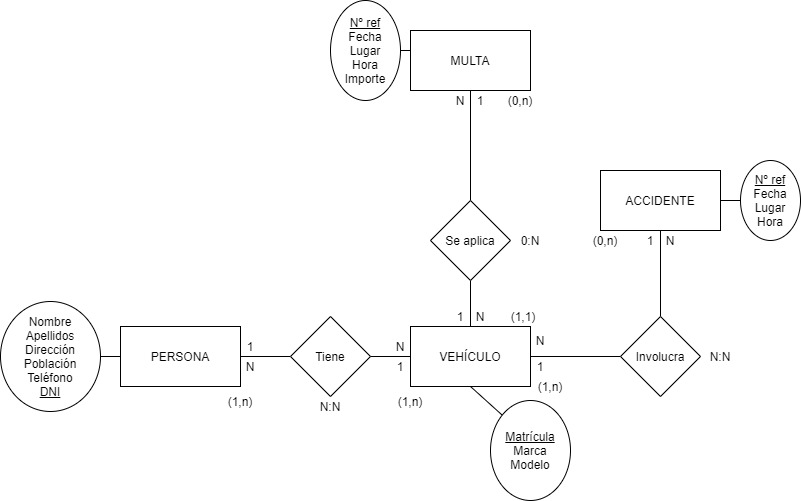 Nº ref
Fecha
Lugar
Hora
Importe
MULTA
N 1 (0,n)
Se aplica
0:N
ACCIDENTE
Nº ref
Fecha
Lugar
Hora
(0,n) 1 N
Nombre
Apellidos
Dirección
Población
Teléfono
DNI
PERSONA
1
N
(1,n)
Tiene
N:N
1 N (1,1)
N
1
(1,n)
VEHÍCULO
N
1
(1,n)
Involucra
N:N
Matrícula
Marca
Modelo